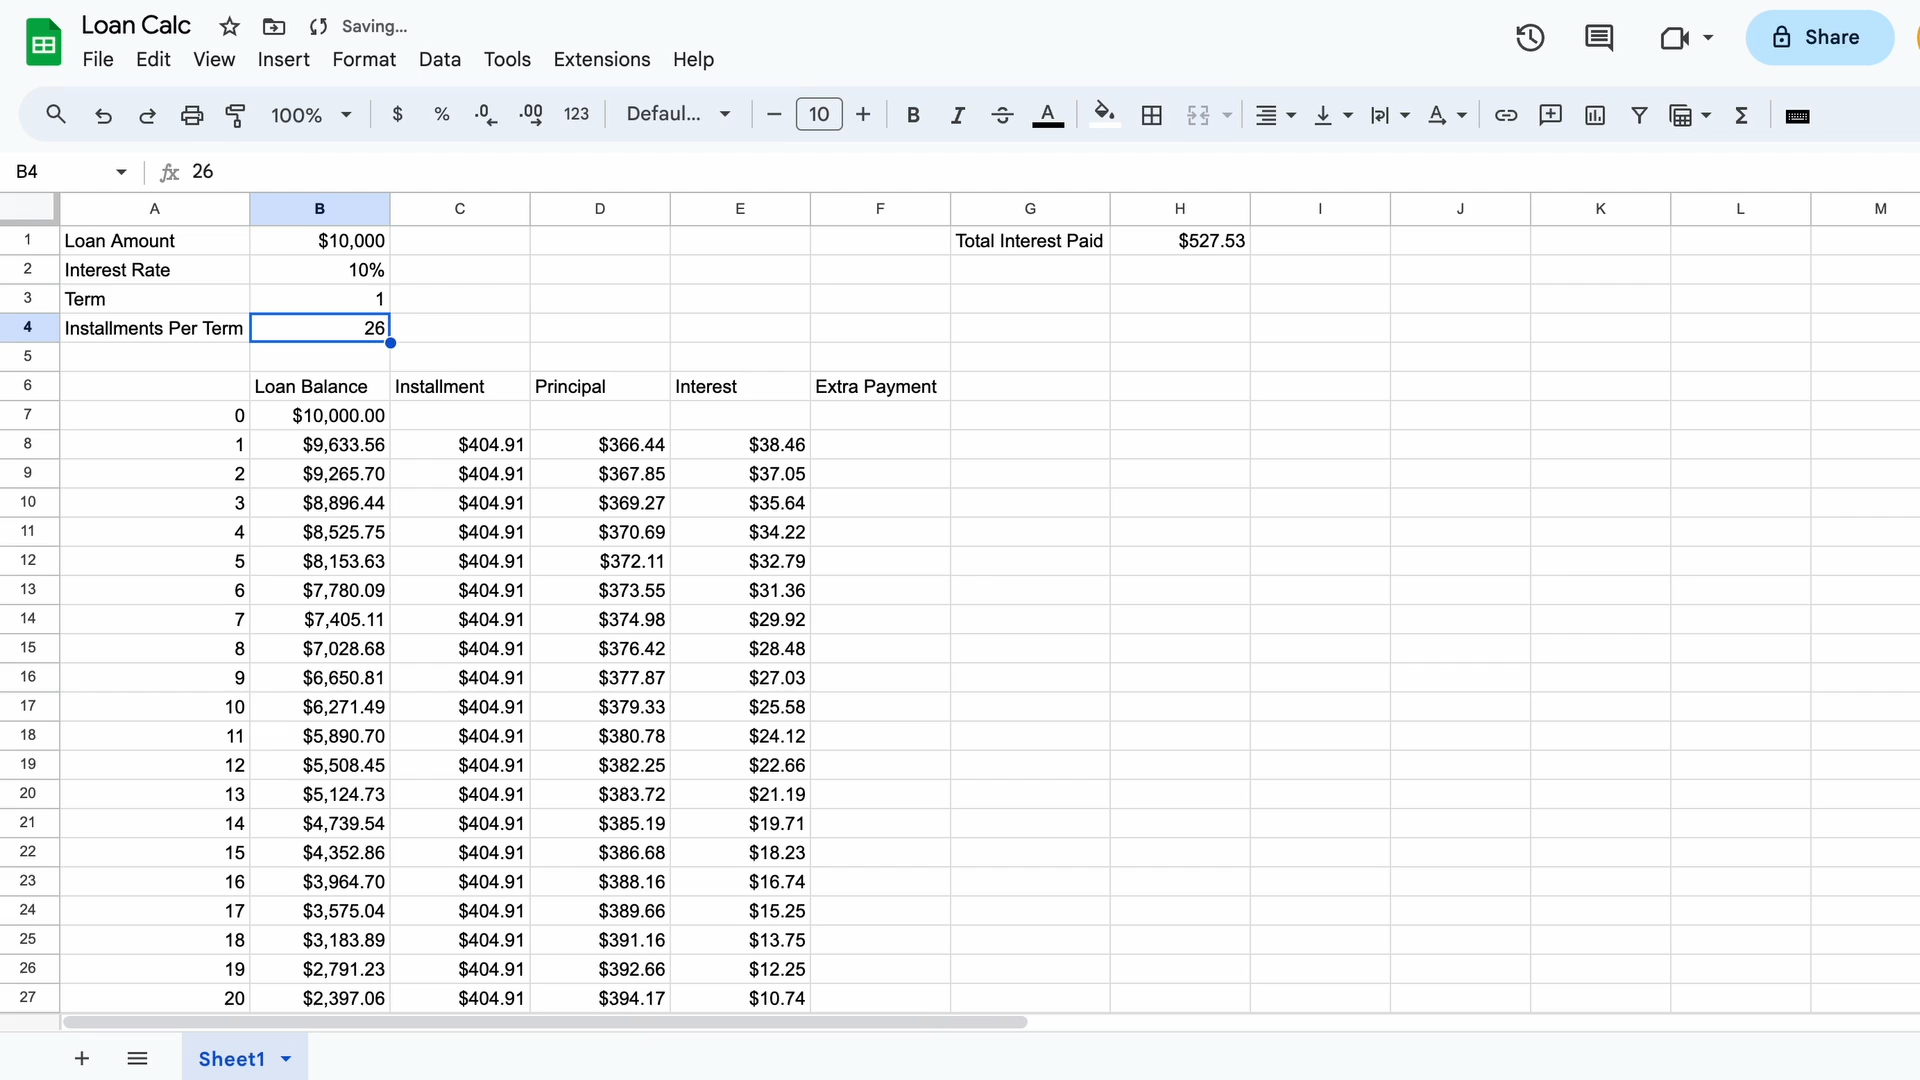 Loan Calc Saving...
File Edit View Insert Format Data Tools Extensions Help
Share
100% $ % .0 .00 123 Defaul... 10 B I A
B4 fx 26
A B C D E F G H I J K L M
1 Loan Amount $10,000 Total Interest Paid $527.53
2 Interest Rate 10%
3 Term 1
4 Installments Per Term 26
5
6 Loan Balance Installment Principal Interest Extra Payment
7 0 $10,000.00
8 1 $9,633.56 $404.91 $366.44 $38.46
9 2 $9,265.70 $404.91 $367.85 $37.05
10 3 $8,896.44 $404.91 $369.27 $35.64
11 4 $8,525.75 $404.91 $370.69 $34.22
12 5 $8,153.63 $404.91 $372.11 $32.79
13 6 $7,780.09 $404.91 $373.55 $31.36
14 7 $7,405.11 $404.91 $374.98 $29.92
15 8 $7,028.68 $404.91 $376.42 $28.48
16 9 $6,650.81 $404.91 $377.87 $27.03
17 10 $6,271.49 $404.91 $379.33 $25.58
18 11 $5,890.70 $404.91 $380.78 $24.12
19 12 $5,508.45 $404.91 $382.25 $22.66
20 13 $5,124.73 $404.91 $383.72 $21.19
21 14 $4,739.54 $404.91 $385.19 $19.71
22 15 $4,352.86 $404.91 $386.68 $18.23
23 16 $3,964.70 $404.91 $388.16 $16.74
24 17 $3,575.04 $404.91 $389.66 $15.25
25 18 $3,183.89 $404.91 $391.16 $13.75
26 19 $2,791.23 $404.91 $392.66 $12.25
27 20 $2,397.06 $404.91 $394.17 $10.74
Sheet1